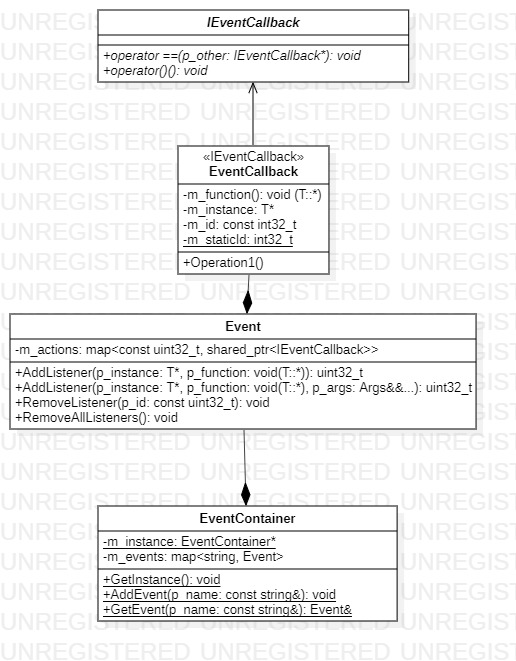 IEventCallback
+operator ==(p_other: IEventCallback*): void
+operator()(): void
«IEventCallback»
EventCallback
-m_function(): void (T::*)
-m_instance: T*
-m_id: const int32_t
-m_staticId: int32_t
+Operation1()
Event
-m_actions: map<const uint32_t, shared_ptr<IEventCallback>>
+AddListener(p_instance: T*, p_function: void(T::*)): uint32_t
+AddListener(p_instance: T*, p_function: void(T::*), p_args: Args&&...): uint32_t
+RemoveListener(p_id: const uint32_t): void
+RemoveAllListeners(): void
EventContainer
-m_instance: EventContainer*
-m_events: map<string, Event>
+GetInstance(): void
+AddEvent(p_name: const string&): void
+GetEvent(p_name: const string&): Event&
UNREGISTERED UNREGISTERED UNREGISTERED